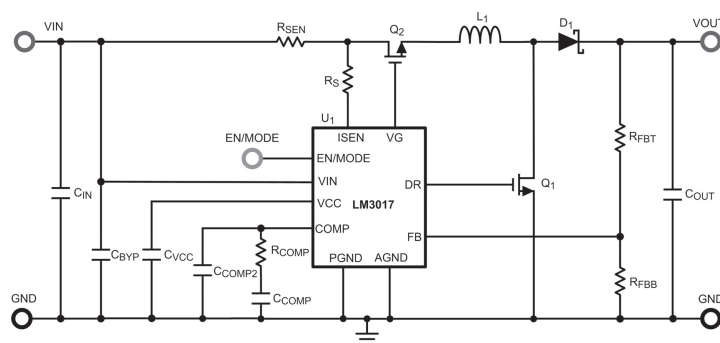 VIN
RSEN
Q2
L1
D1
VOUT
RS
U1
ISEN
VG
EN/MODE
EN/MODE
VIN
VCC
COMP
LM3017
DR
FB
PGND
AGND
Q1
RFBT
COUT
RFBB
CIN
CBYP
CVCC
CCOMP2
RCOMP
CCOMP
GND
GND